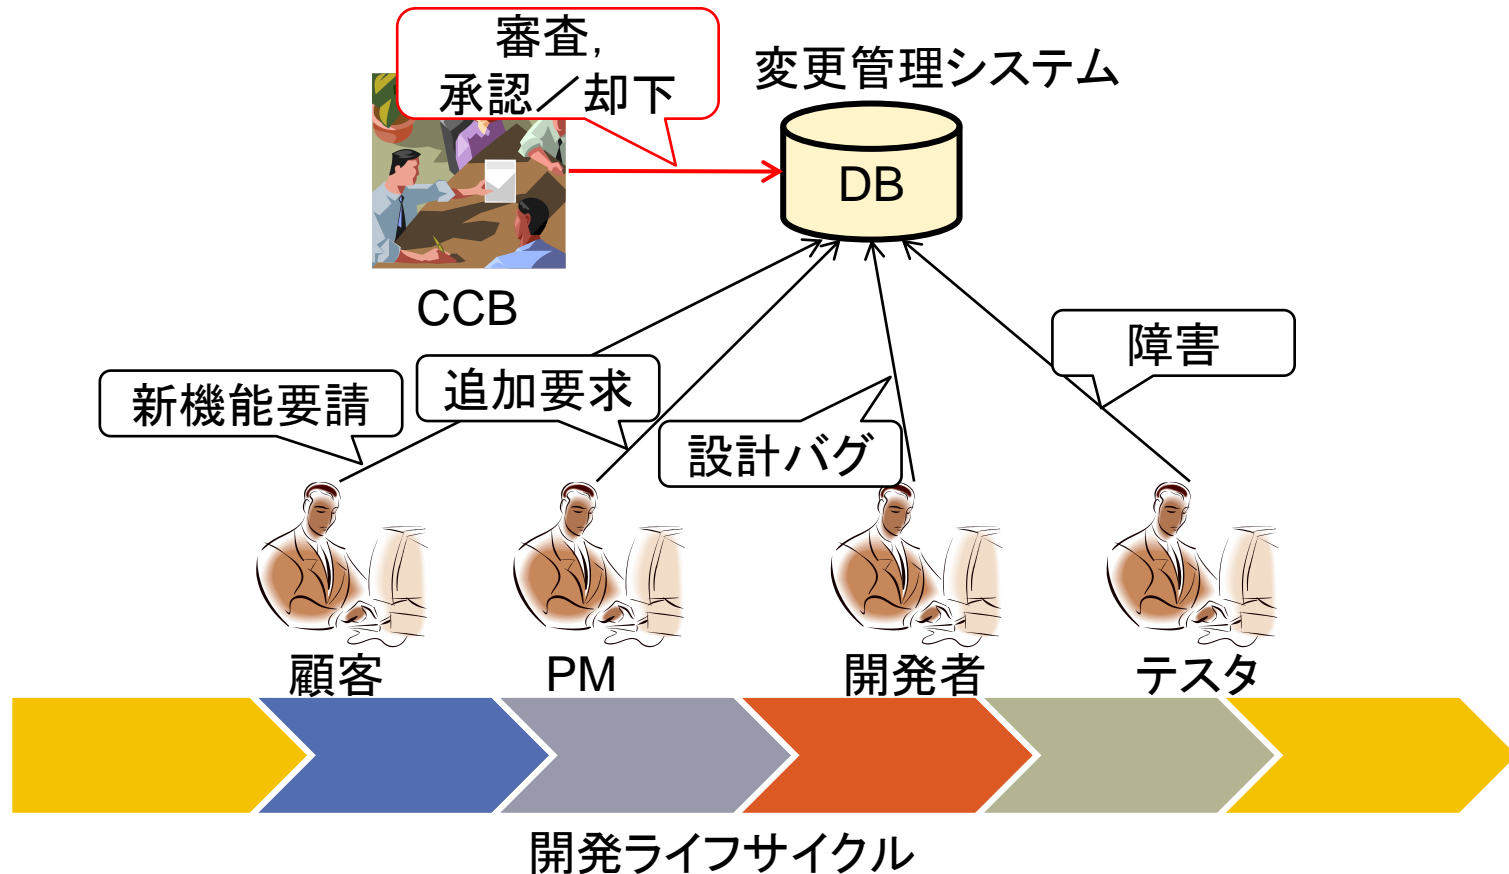 審査,
承認／却下
変更管理システム
DB
CCB
障害
追加要求
新機能要請
設計バグ
顧客
PM
開発者
テスタ
開発ライフサイクル